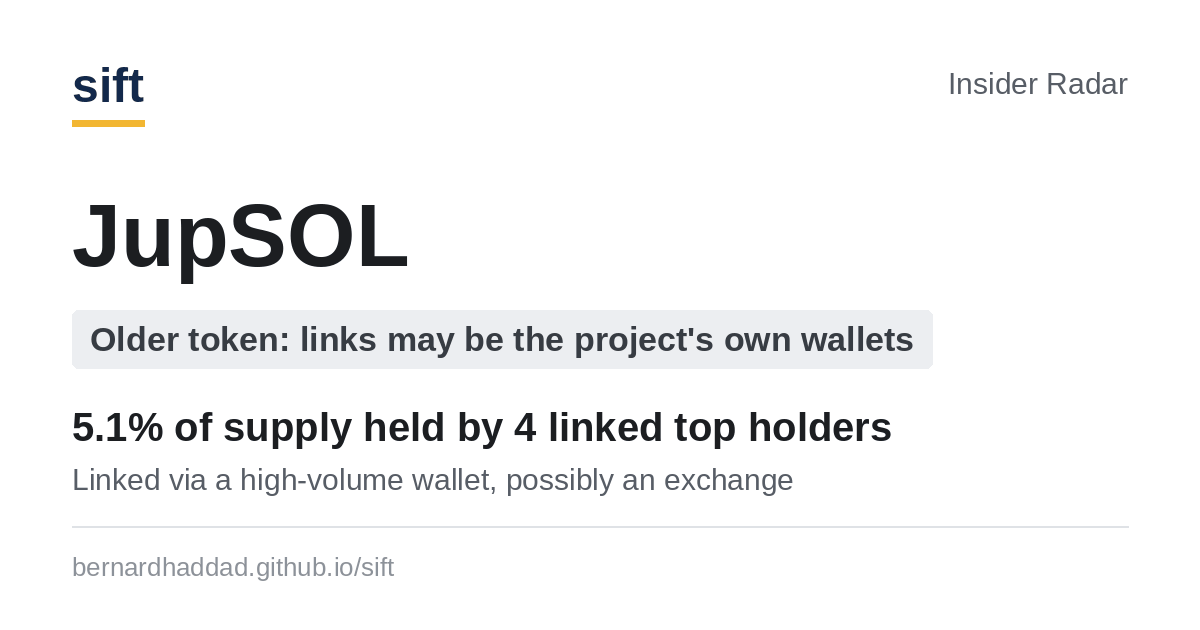 sift
Insider Radar
JupSOL
Older token: links may be the project's own wallets
5.1% of supply held by 4 linked top holders
Linked via a high-volume wallet, possibly an exchange
bernardhaddad.github.io/sift